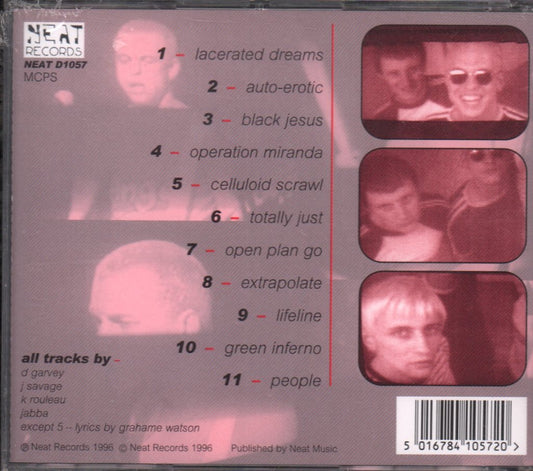 NEAT
RECORDS
NEAT D1057
MCPS
1 – lacerated dreams
2 – auto-erotic
3 – black jesus
4 – operation miranda
5 – celluloid scrawl
6 – totally just
7 – open plan go
8 – extrapolate
9 – lifeline
10 – green inferno
11 – people
all tracks by –
d garvey
j savage
k rouleau
jabba
except 5 -- lyrics by grahame watson
℗ Neat Records 1996 © Neat Records 1996 Published by Neat Music
5 016784 105720 >